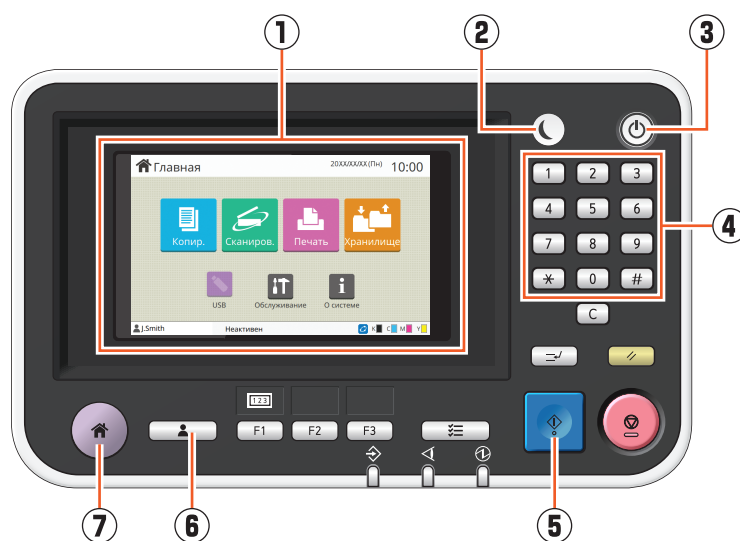 1
2
3
Главная
20XX/XX/XX (Пн)
10:00
1 2 3
4 5 6
4
Копир.
Сканиров.
Печать
Хранилище
7 8 9
* 0 #
USB
Обслуживание
О системе
C
J.Smith
Неактивен
K C M Y
123
F1
F2
F3
7
6
5